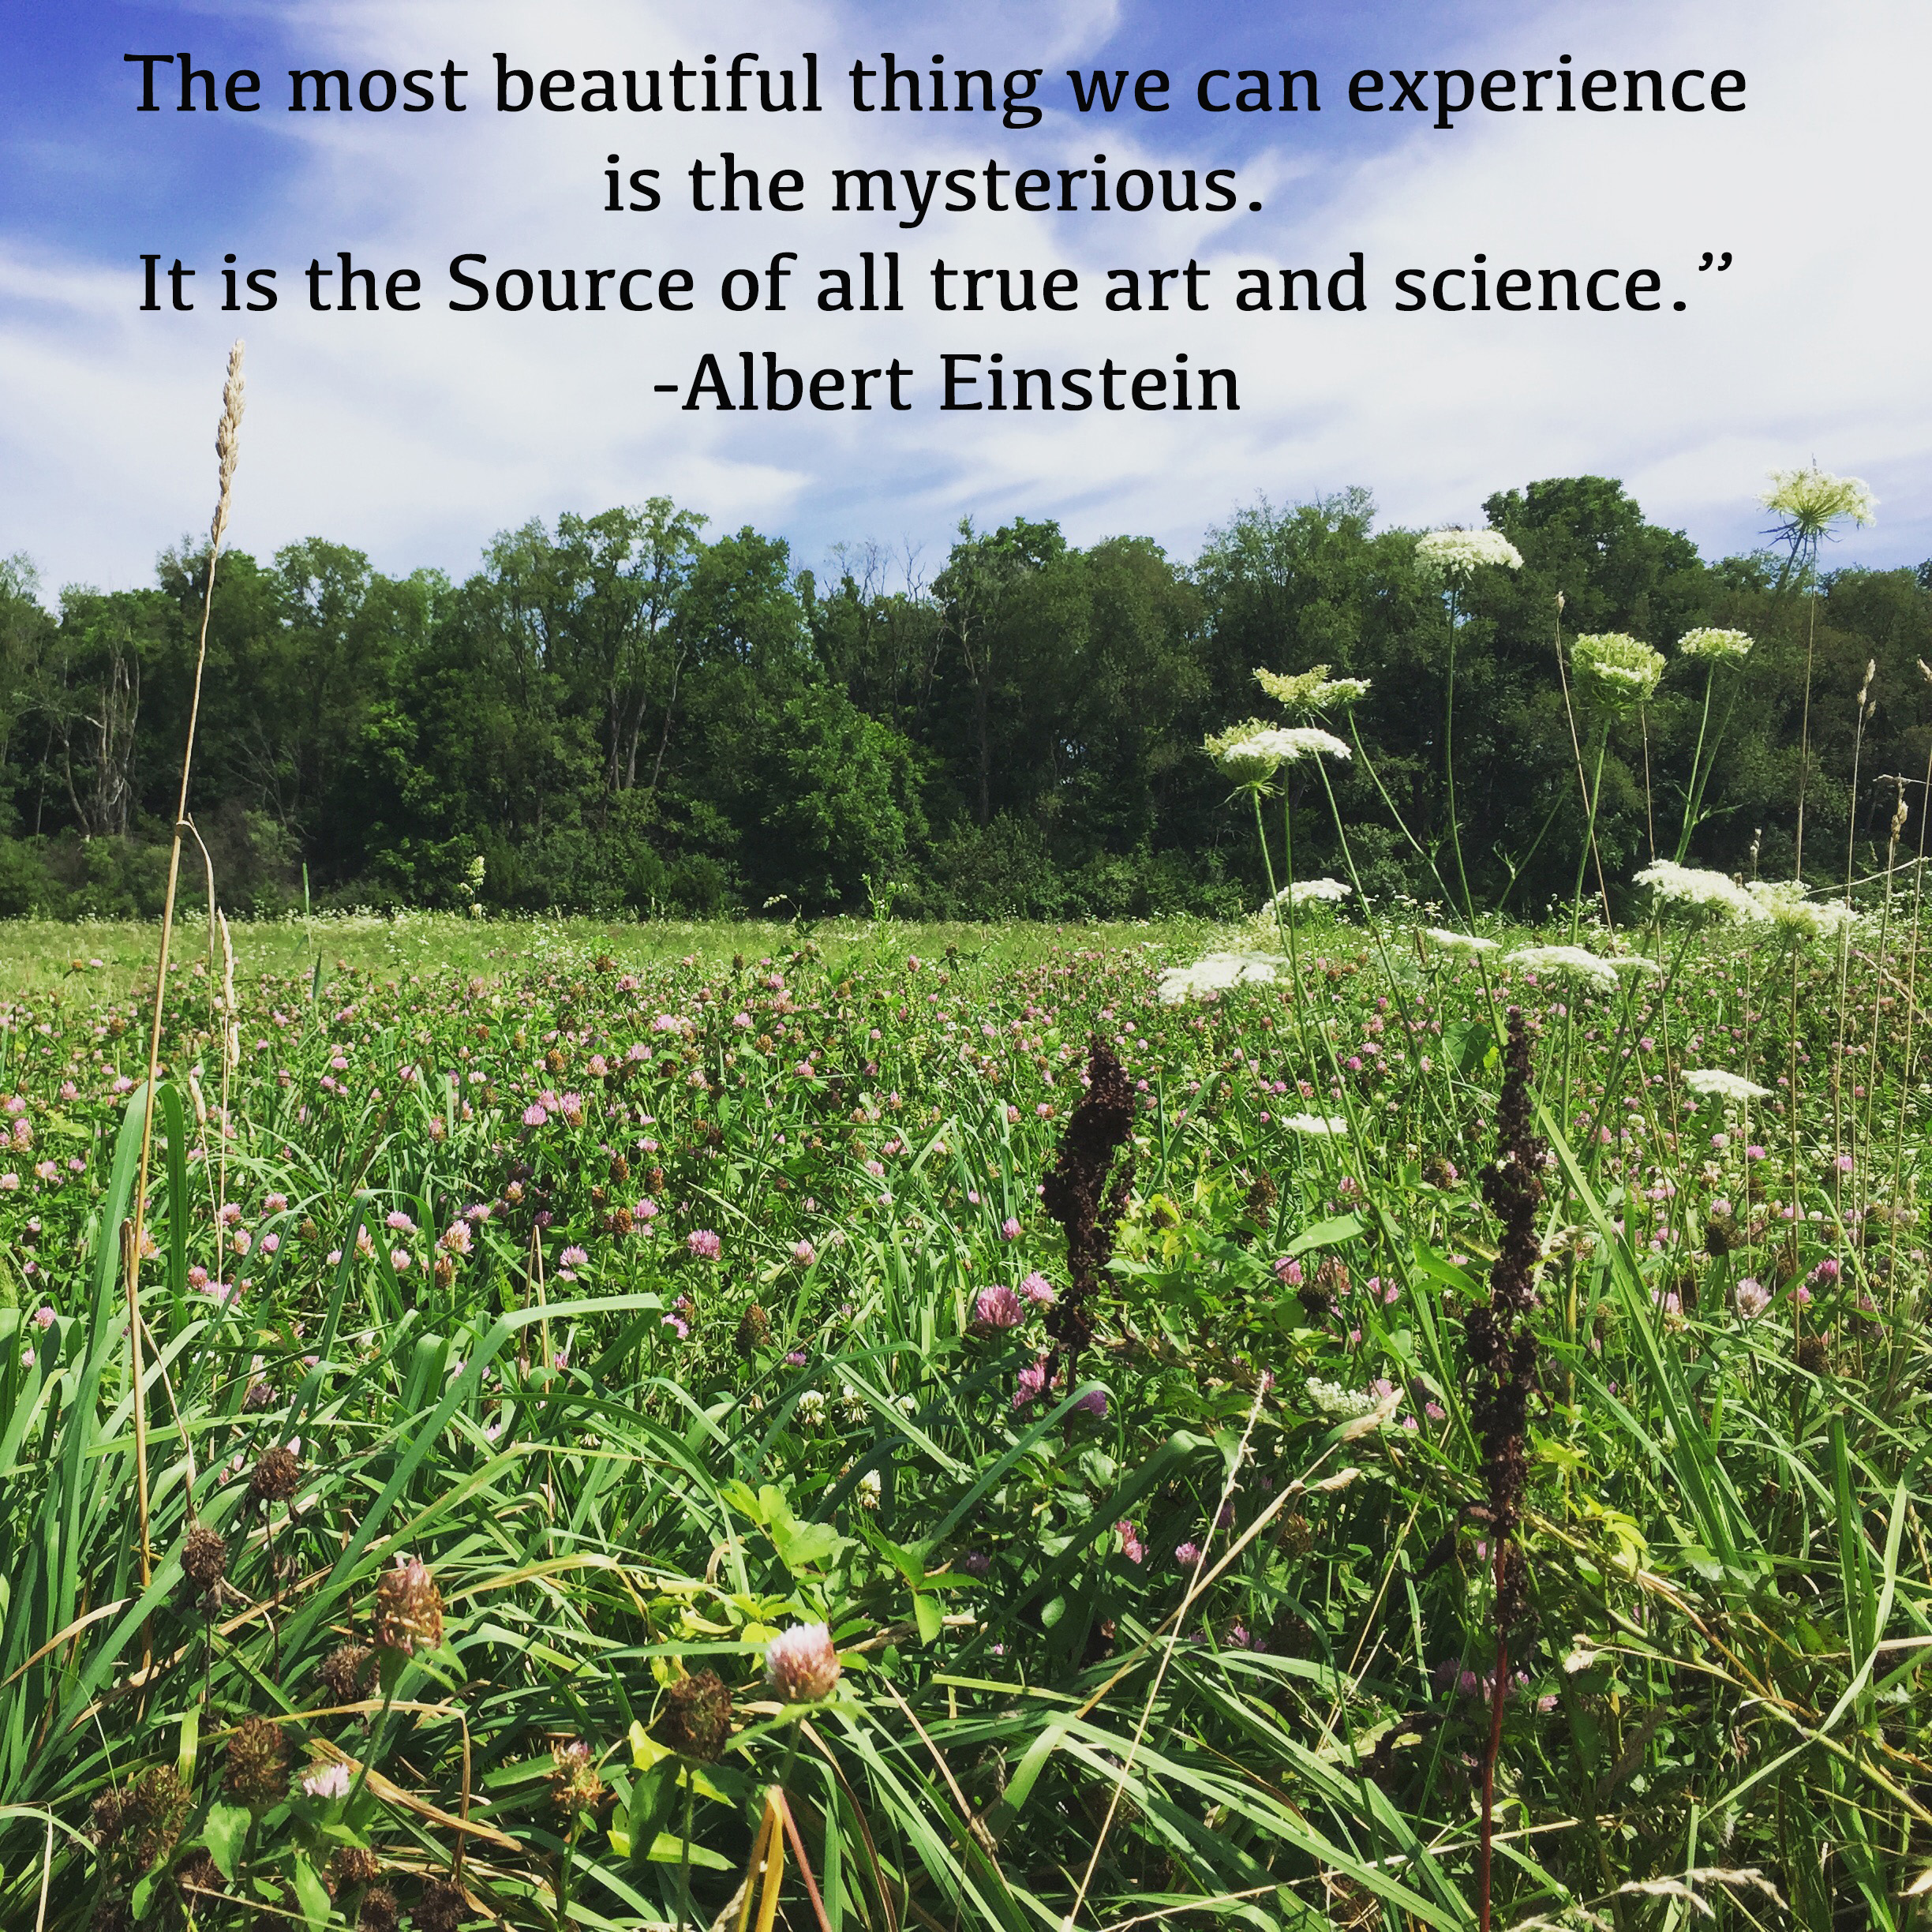 The most beautiful thing we can experience
is the mysterious.
It is the Source of all true art and science.”
-Albert Einstein